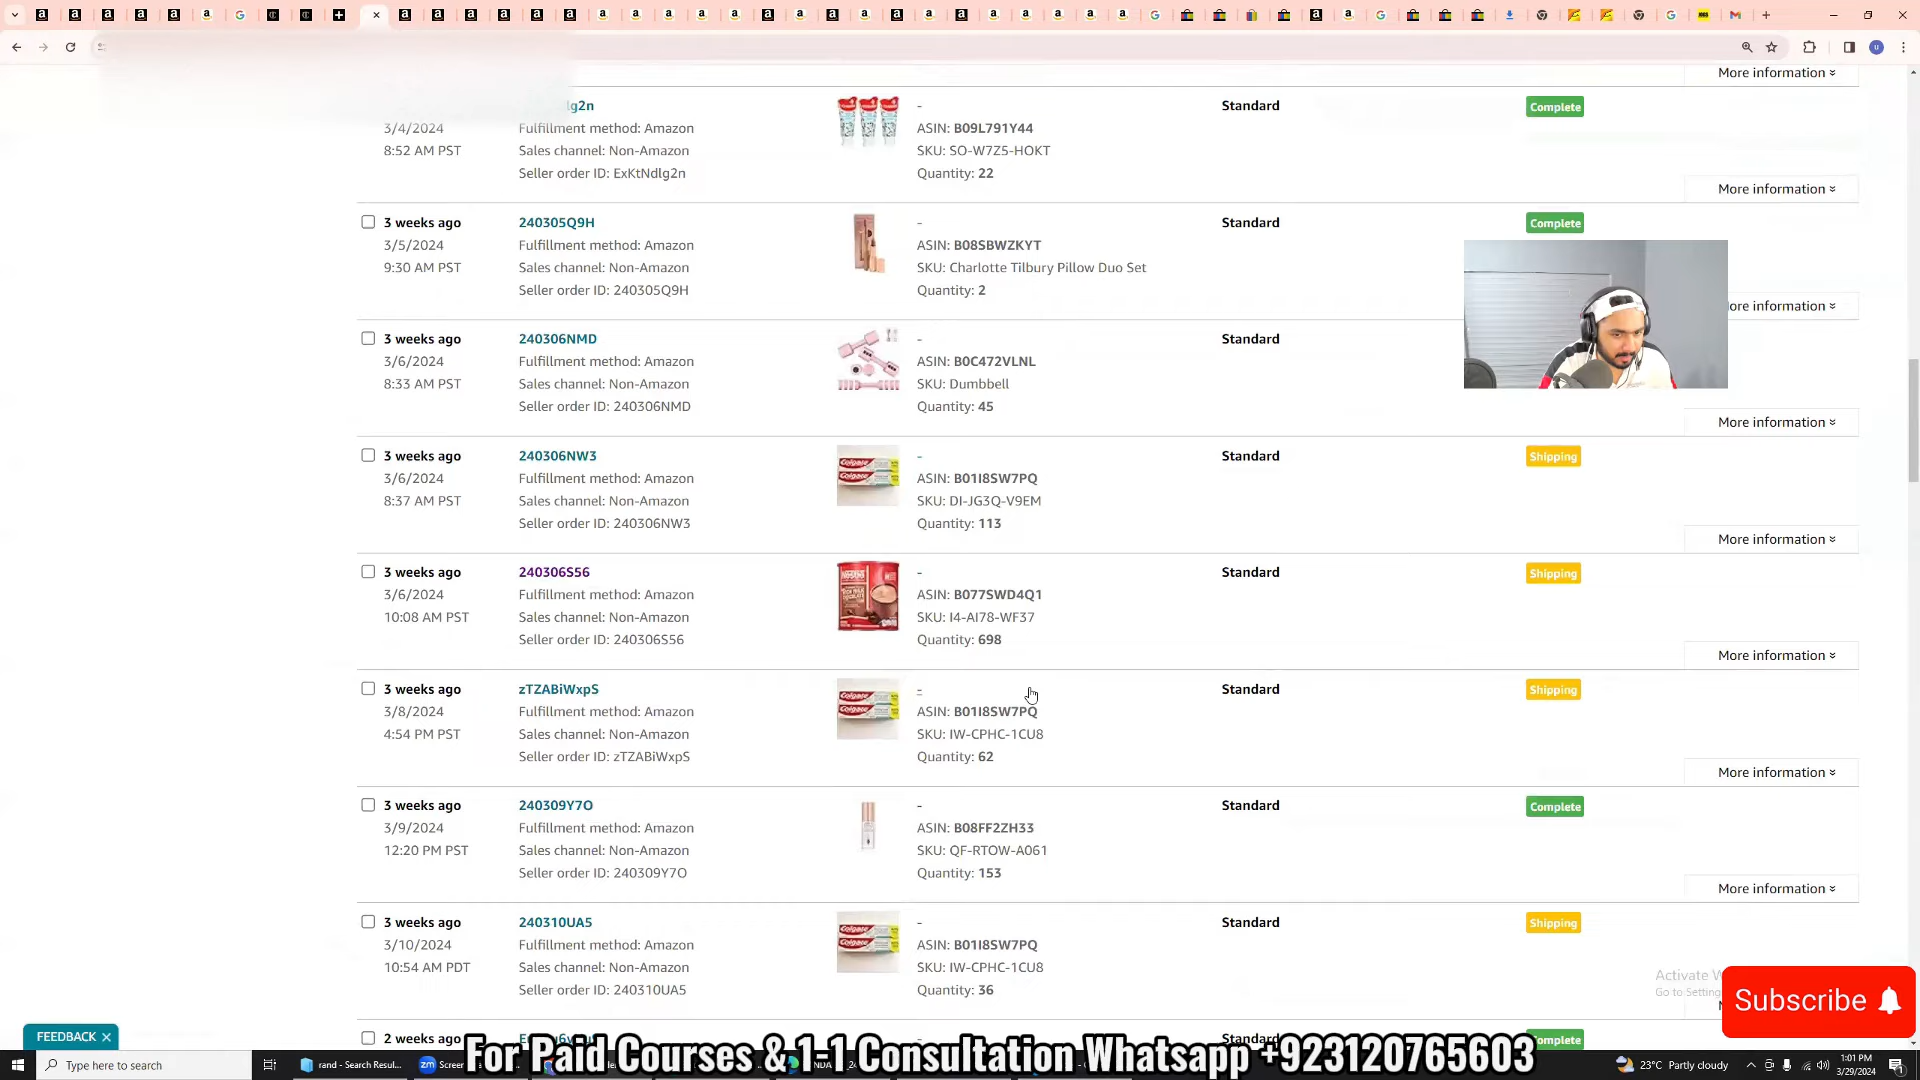 More information
lg2n
3/4/2024
8:52 AM PST
Fulfillment method: Amazon
Sales channel: Non-Amazon
Seller order ID: ExKtNdlg2n
-
ASIN: B09L791Y44
SKU: SO-W7Z5-HOKT
Quantity: 22
Standard
Complete
More information
3 weeks ago
3/5/2024
9:30 AM PST
240305Q9H
Fulfillment method: Amazon
Sales channel: Non-Amazon
Seller order ID: 240305Q9H
-
ASIN: B08SBWZKYT
SKU: Charlotte Tilbury Pillow Duo Set
Quantity: 2
Standard
Complete
ore information
3 weeks ago
3/6/2024
8:33 AM PST
240306NMD
Fulfillment method: Amazon
Sales channel: Non-Amazon
Seller order ID: 240306NMD
-
ASIN: B0C472VLNL
SKU: Dumbbell
Quantity: 45
Standard
More information
3 weeks ago
3/6/2024
8:37 AM PST
240306NW3
Fulfillment method: Amazon
Sales channel: Non-Amazon
Seller order ID: 240306NW3
Colgate
Colgate
-
ASIN: B01I8SW7PQ
SKU: DI-JG3Q-V9EM
Quantity: 113
Standard
Shipping
More information
3 weeks ago
3/6/2024
10:08 AM PST
240306S56
Fulfillment method: Amazon
Sales channel: Non-Amazon
Seller order ID: 240306S56
Nestle
-
ASIN: B077SWD4Q1
SKU: I4-AI78-WF37
Quantity: 698
Standard
Shipping
More information
3 weeks ago
3/8/2024
4:54 PM PST
zTZABiWxpS
Fulfillment method: Amazon
Sales channel: Non-Amazon
Seller order ID: zTZABiWxpS
Colgate
Colgate
-
ASIN: B01I8SW7PQ
SKU: IW-CPHC-1CU8
Quantity: 62
Standard
Shipping
More information
3 weeks ago
3/9/2024
12:20 PM PST
240309Y7O
Fulfillment method: Amazon
Sales channel: Non-Amazon
Seller order ID: 240309Y7O
-
ASIN: B08FF2ZH33
SKU: QF-RTOW-A061
Quantity: 153
Standard
Complete
More information
3 weeks ago
3/10/2024
10:54 AM PDT
240310UA5
Fulfillment method: Amazon
Sales channel: Non-Amazon
Seller order ID: 240310UA5
Colgate
Colgate
-
ASIN: B01I8SW7PQ
SKU: IW-CPHC-1CU8
Quantity: 36
Standard
Shipping
Activate
Go to Setting
Subscribe
FEEDBACK
2 weeks ago
Complete
For Paid Courses & 1-1 Consultation Whatsapp +923120765603
Type here to search
rand - Search Resul...
23°C Partly cloudy
1:01 PM
3/29/2024